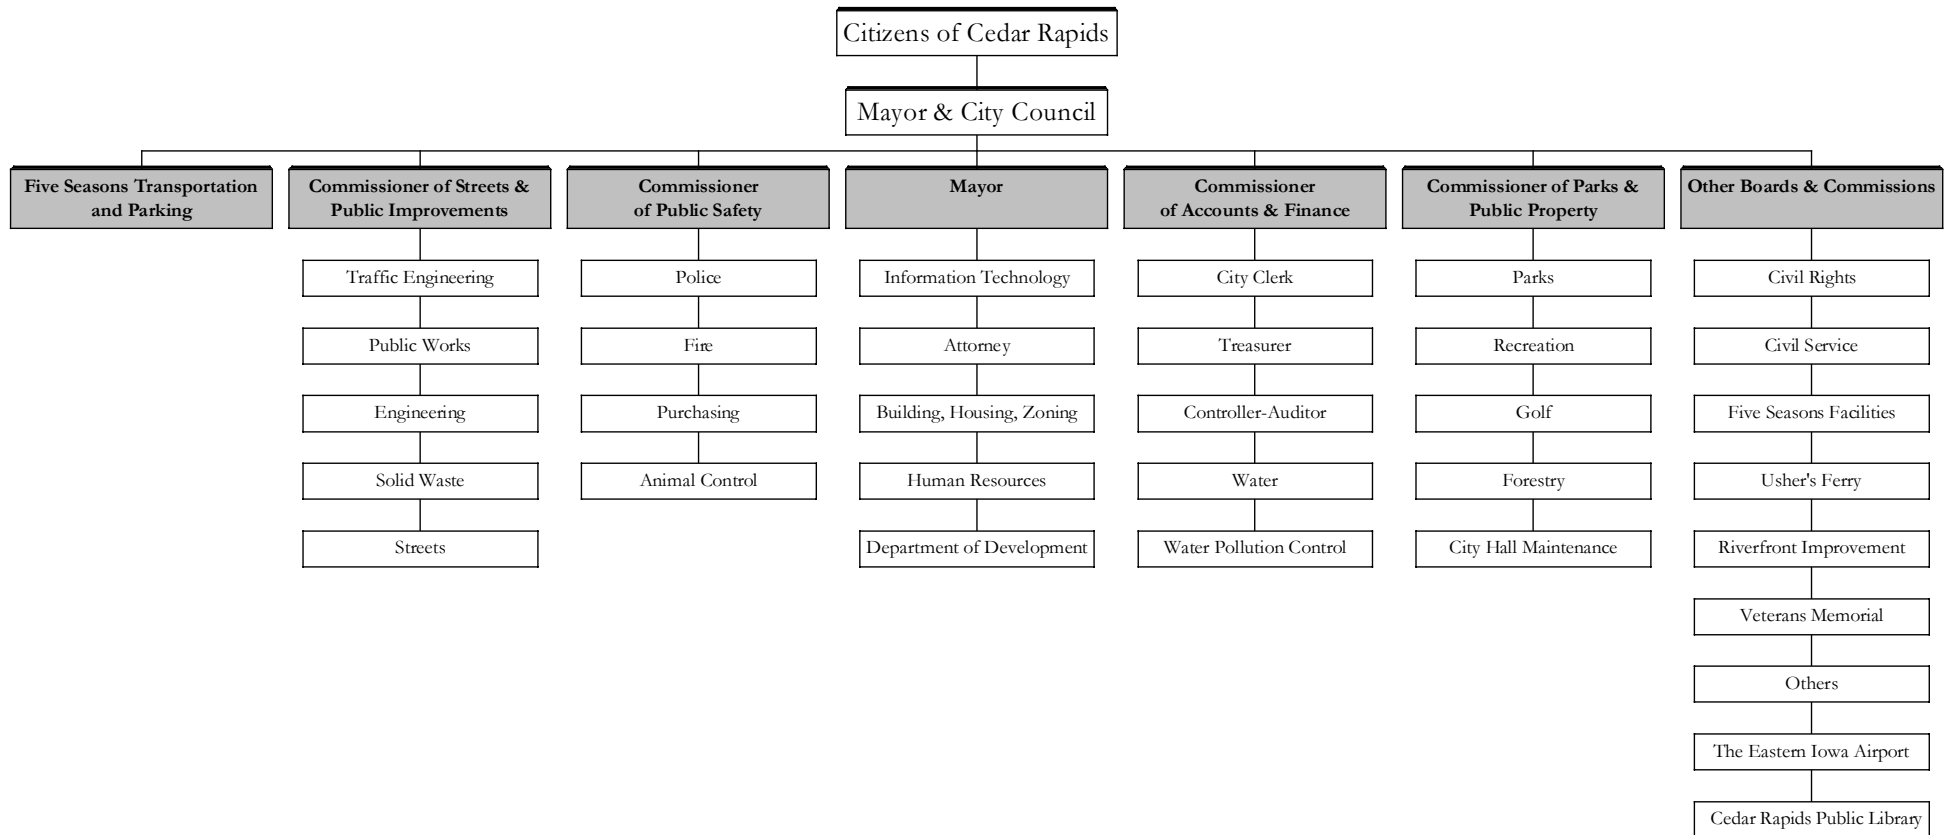 Citizens of Cedar Rapids
Mayor & City Council
Five Seasons Transportation
and Parking
Commissioner of Streets &
Public Improvements
Commissioner
of Public Safety
Mayor
Commissioner
of Accounts & Finance
Commissioner of Parks &
Public Property
Other Boards & Commissions
Traffic Engineering
Public Works
Engineering
Solid Waste
Streets
Police
Fire
Purchasing
Animal Control
Information Technology
Attorney
Building, Housing, Zoning
Human Resources
Department of Development
City Clerk
Treasurer
Controller-Auditor
Water
Water Pollution Control
Parks
Recreation
Golf
Forestry
City Hall Maintenance
Civil Rights
Civil Service
Five Seasons Facilities
Usher's Ferry
Riverfront Improvement
Veterans Memorial
Others
The Eastern Iowa Airport
Cedar Rapids Public Library